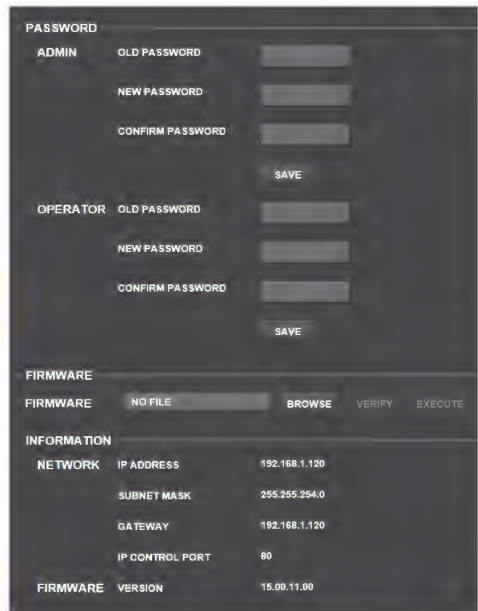 PASSWORD
ADMIN OLD PASSWORD
NEW PASSWORD
CONFIRM PASSWORD
SAVE
OPERATOR OLD PASSWORD
NEW PASSWORD
CONFIRM PASSWORD
SAVE
FIRMWARE
FIRMWARE NO FILE BROWSE VERIFY EXECUTE
INFORMATION
NETWORK IP ADDRESS 192.168.1.120
SUBNET MASK 255.255.254.0
GATEWAY 192.168.1.120
IP CONTROL PORT 80
FIRMWARE VERSION 15.00.11.00